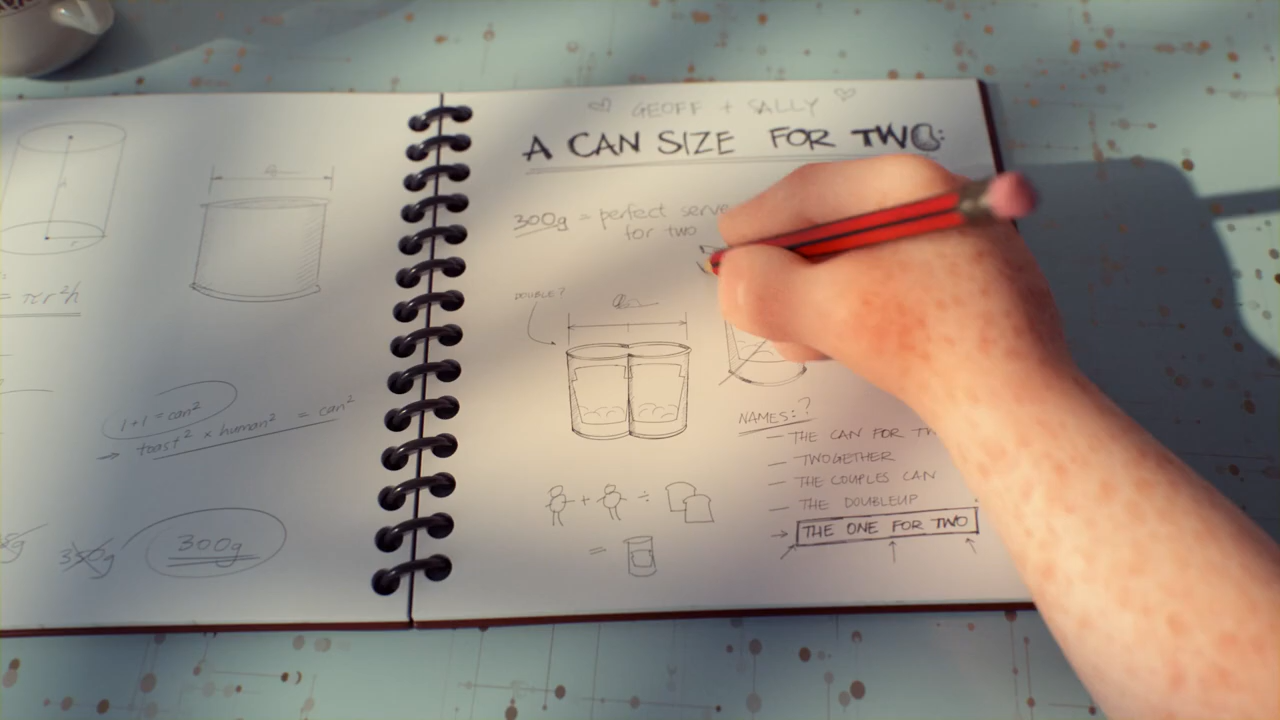 = πr²h
1+1 = can²
→ toast² x human² = can²
300g
GEOFF + SALLY
A CAN SIZE FOR TWO:
300g = perfect serve
for two
DOUBLE?
NAMES:?
— THE CAN FOR
— TWOGETHER
— THE COUPLES CAN
— THE DOUBLEUP
→ THE ONE FOR TWO
+ ÷
=